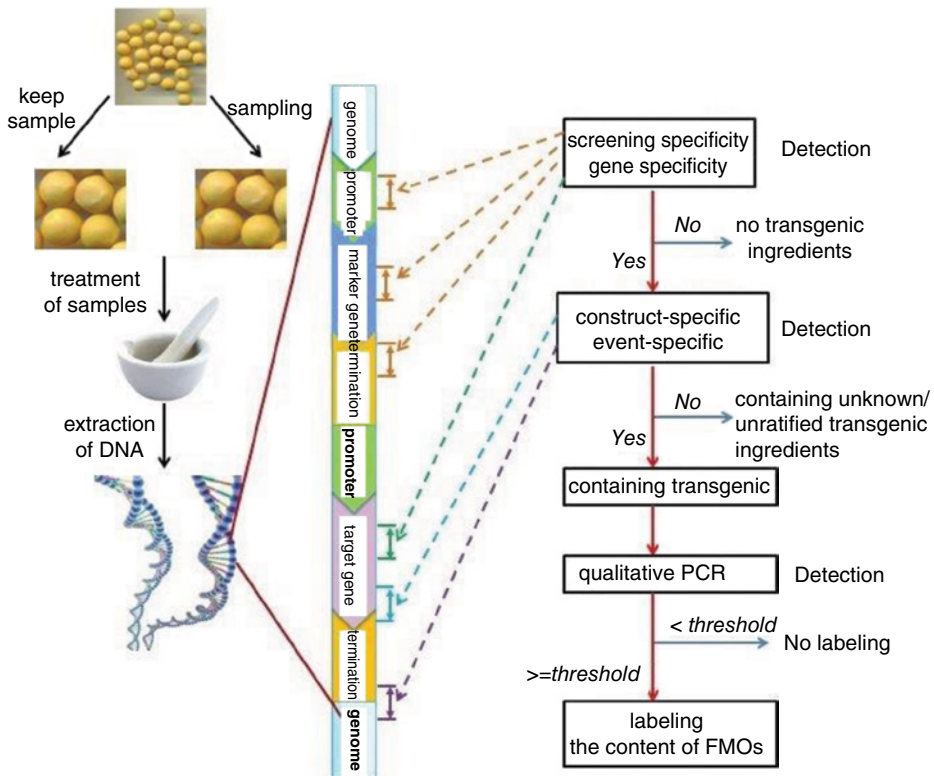 keep
sample
sampling
treatment
of samples
extraction
of DNA
genome
promoter
marker gene
termination
promoter
target gene
termination
genome
screening specificity
gene specificity
Detection
No
no transgenic
ingredients
Yes
construct-specific
event-specific
Detection
No
containing unknown/
unratified transgenic
ingredients
Yes
containing transgenic
qualitative PCR
Detection
< threshold
No labeling
>=threshold
labeling
the content of FMOs